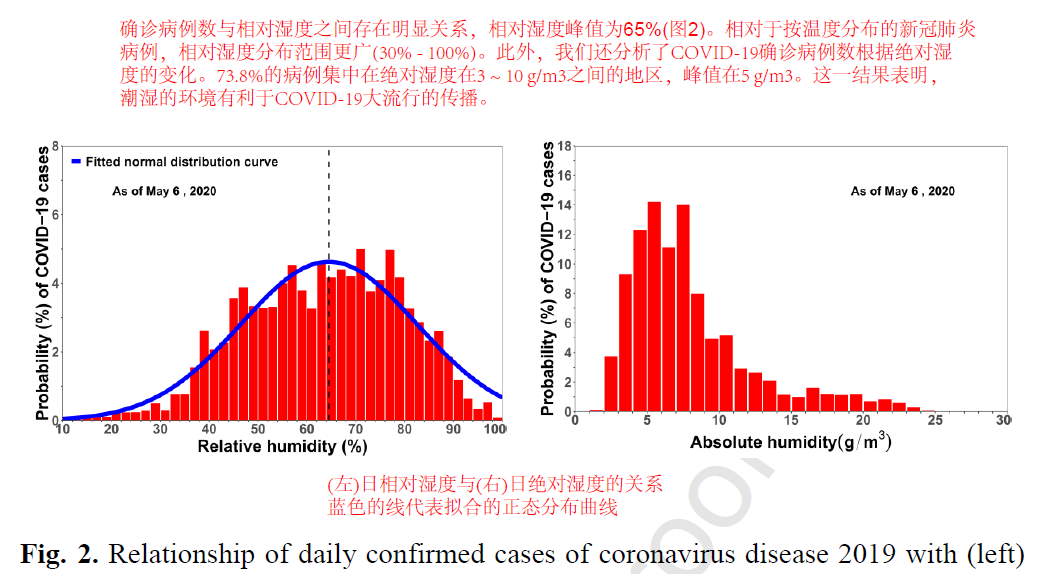 确诊病例数与相对湿度之间存在明显关系，相对湿度峰值为65%(图2)。相对于按温度分布的新冠肺炎
病例，相对湿度分布范围更广(30% - 100%)。此外，我们还分析了COVID-19确诊病例数根据绝对湿
度的变化。73.8%的病例集中在绝对湿度在3 ~ 10 g/m3之间的地区，峰值在5 g/m3。这一结果表明，
潮湿的环境有利于COVID-19大流行的传播。
Probability (%) of COVID−19 cases
8
6
4
2
0
Fitted normal distribution curve
As of May 6 , 2020
10 20 30 40 50 60 70 80 90 100
Relative humidity (%)
Probability (%) of COVID−19 cases
18
16
14
12
10
8
6
4
2
0
As of May 6 , 2020
0 5 10 15 20 25 30
Absolute humidity(g/m³)
(左)日相对湿度与(右)日绝对湿度的关系
蓝色的线代表拟合的正态分布曲线
Fig. 2. Relationship of daily confirmed cases of coronavirus disease 2019 with (left)